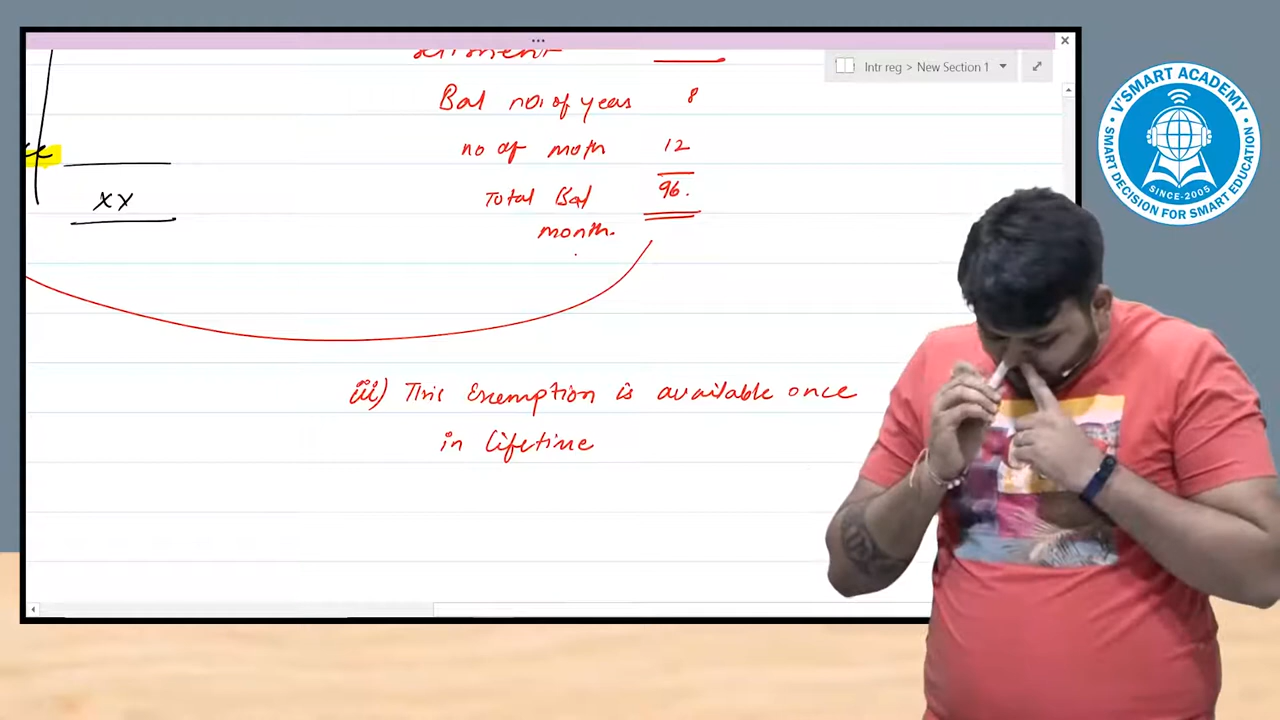 Intr reg > New Section 1
Bal no. of years 8
no of moth 12
Total Bal 96.
month.
xx
iii) This Exemption is available once
in lifetime
V'SMART ACADEMY
SINCE-2005
SMART DECISION FOR SMART EDUCATION